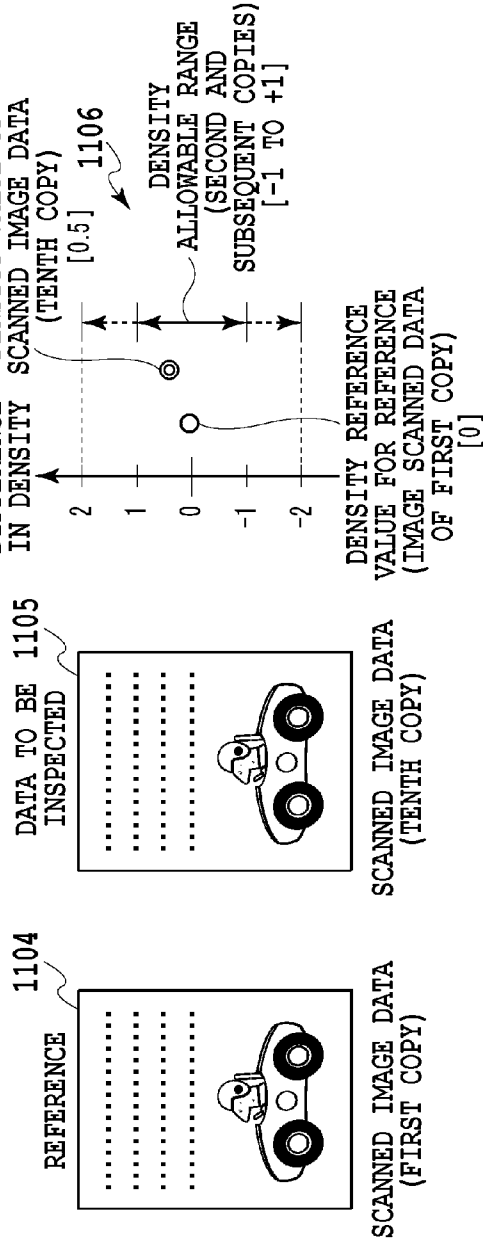 REFERENCE
1104
SCANNED IMAGE DATA
(FIRST COPY)
DATA TO BE
INSPECTED
1105
SCANNED IMAGE DATA
(TENTH COPY)
IN DENSITY
2
1
0
-1
-2
SCANNED IMAGE DATA
(TENTH COPY)
[0.5]
1106
DENSITY
ALLOWABLE RANGE
(SECOND AND
SUBSEQUENT COPIES)
[-1 TO +1]
DENSITY REFERENCE
VALUE FOR REFERENCE
(IMAGE SCANNED DATA
OF FIRST COPY)
[0]